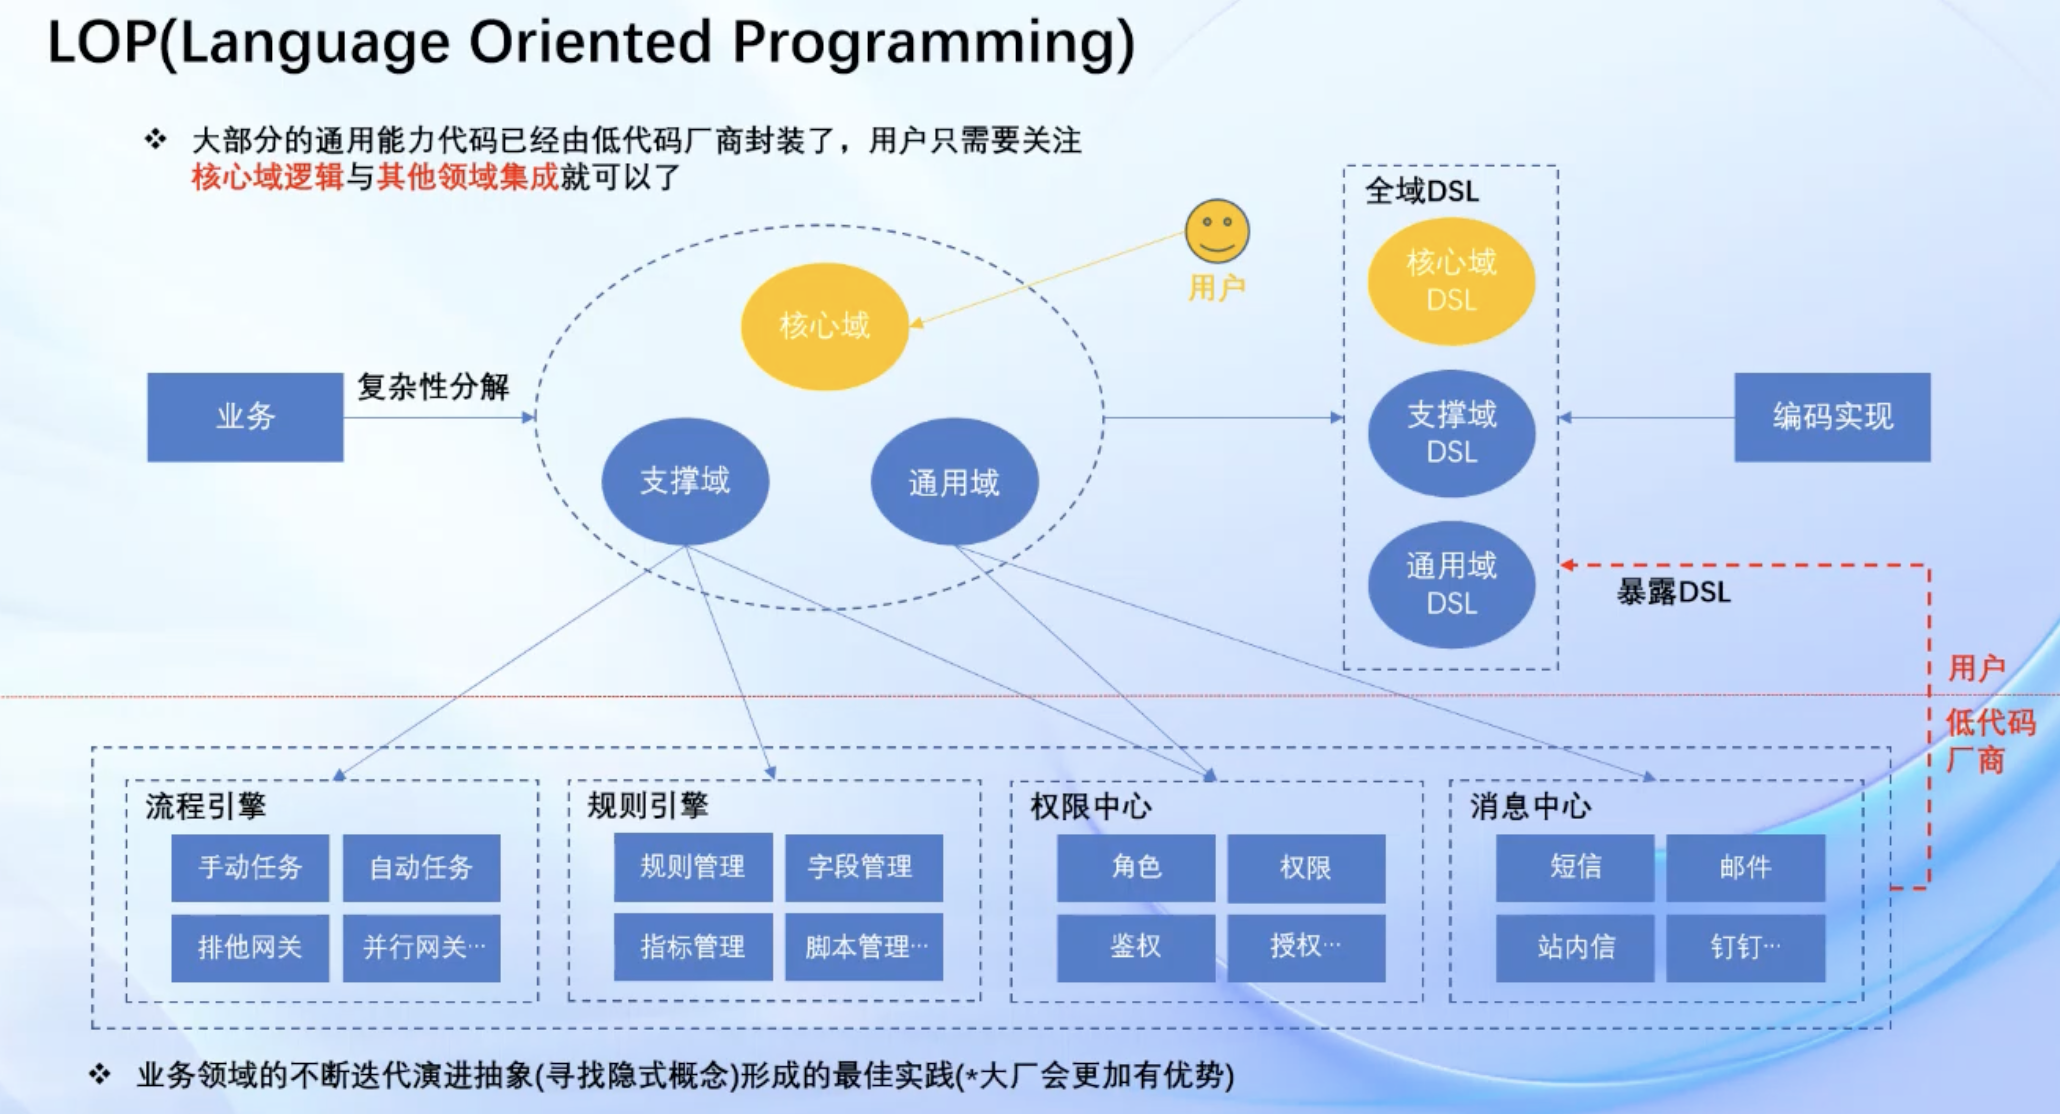 LOP(Language Oriented Programming)
❖ 大部分的通用能力代码已经由低代码厂商封装了，用户只需要关注
核心域逻辑与其他领域集成就可以了
全域DSL
核心域
DSL
用户
核心域
复杂性分解
业务
支撑域
通用域
支撑域
DSL
编码实现
通用域
DSL
暴露DSL
用户
低代码
厂商
流程引擎
手动任务
自动任务
排他网关
并行网关…
规则引擎
规则管理
字段管理
指标管理
脚本管理…
权限中心
角色
权限
鉴权
授权…
消息中心
短信
邮件
站内信
钉钉…
❖ 业务领域的不断迭代演进抽象(寻找隐式概念)形成的最佳实践(*大厂会更加有优势)